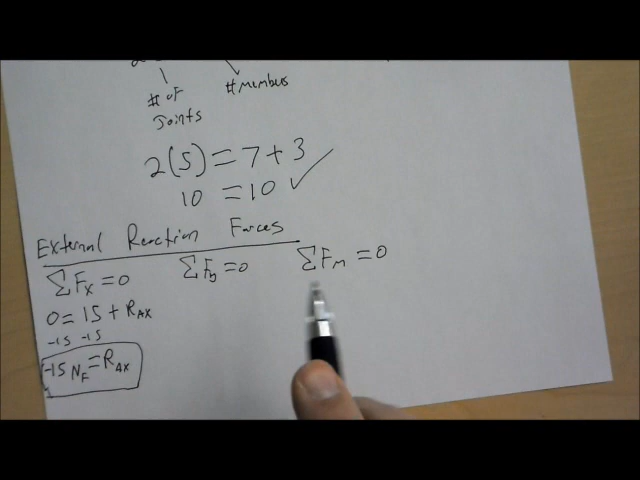 # of
Joints
# members
2(5) = 7 + 3
10 = 10 ✓
External Reaction Forces
ΣFx = 0 ΣFy = 0 ΣFM = 0
0 = 15 + RAX
-15 -15
-15 NF = RAX